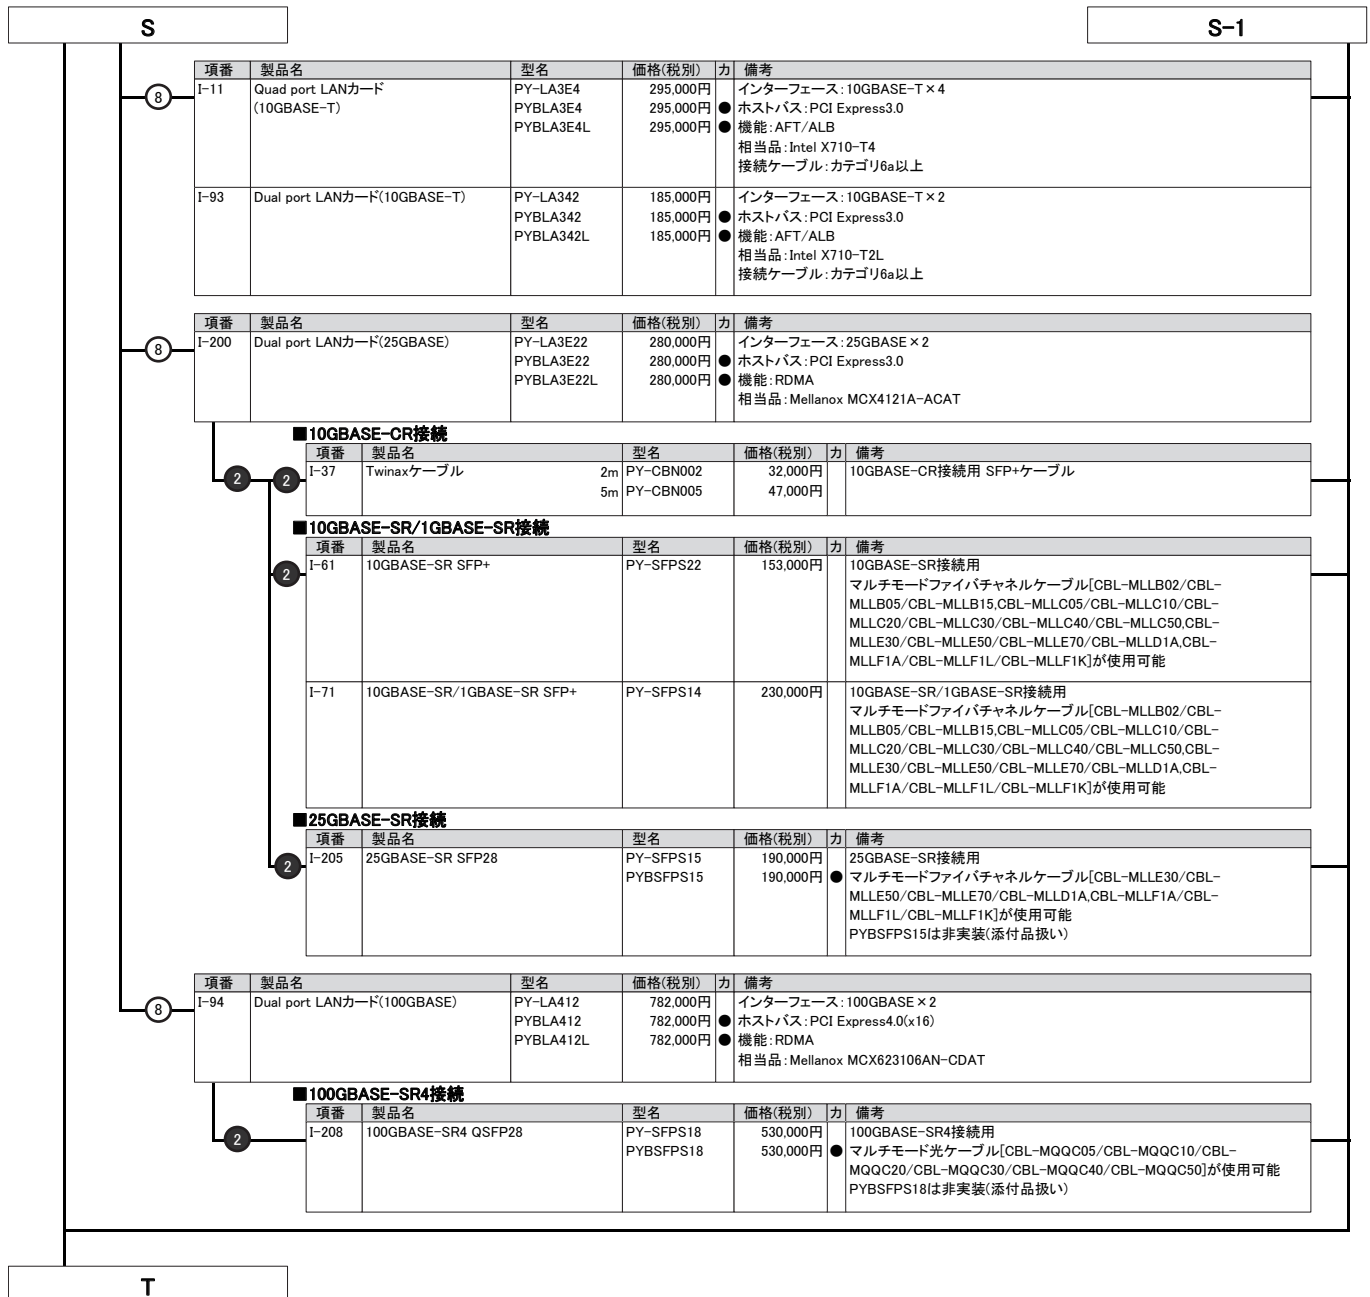 S
S-1
項番 製品名 型名 価格(税別) カ 備考
8
I-11 Quad port LANカード PY-LA3E4 295,000円 インターフェース:10GBASE-T×4
(10GBASE-T) PYBLA3E4 295,000円 ● ホストバス:PCI Express3.0
PYBLA3E4L 295,000円 ● 機能:AFT/ALB
相当品:Intel X710-T4
接続ケーブル:カテゴリ6a以上
I-93 Dual port LANカード(10GBASE-T) PY-LA342 185,000円 インターフェース:10GBASE-T×2
PYBLA342 185,000円 ● ホストバス:PCI Express3.0
PYBLA342L 185,000円 ● 機能:AFT/ALB
相当品:Intel X710-T2L
接続ケーブル:カテゴリ6a以上
項番 製品名 型名 価格(税別) カ 備考
8
I-200 Dual port LANカード(25GBASE) PY-LA3E22 280,000円 インターフェース:25GBASE×2
PYBLA3E22 280,000円 ● ホストバス:PCI Express3.0
PYBLA3E22L 280,000円 ● 機能:RDMA
相当品:Mellanox MCX4121A-ACAT
■10GBASE-CR接続
項番 製品名 型名 価格(税別) カ 備考
2 2
I-37 Twinaxケーブル 2m PY-CBN002 32,000円 10GBASE-CR接続用 SFP+ケーブル
5m PY-CBN005 47,000円
■10GBASE-SR/1GBASE-SR接続
項番 製品名 型名 価格(税別) カ 備考
2
I-61 10GBASE-SR SFP+ PY-SFPS22 153,000円 10GBASE-SR接続用
マルチモードファイバチャネルケーブル[CBL-MLLB02/CBL-
MLLB05/CBL-MLLB15,CBL-MLLC05/CBL-MLLC10/CBL-
MLLC20/CBL-MLLC30/CBL-MLLC40/CBL-MLLC50,CBL-
MLLE30/CBL-MLLE50/CBL-MLLE70/CBL-MLLD1A,CBL-
MLLF1A/CBL-MLLF1L/CBL-MLLF1K]が使用可能
I-71 10GBASE-SR/1GBASE-SR SFP+ PY-SFPS14 230,000円 10GBASE-SR/1GBASE-SR接続用
マルチモードファイバチャネルケーブル[CBL-MLLB02/CBL-
MLLB05/CBL-MLLB15,CBL-MLLC05/CBL-MLLC10/CBL-
MLLC20/CBL-MLLC30/CBL-MLLC40/CBL-MLLC50,CBL-
MLLE30/CBL-MLLE50/CBL-MLLE70/CBL-MLLD1A,CBL-
MLLF1A/CBL-MLLF1L/CBL-MLLF1K]が使用可能
■25GBASE-SR接続
項番 製品名 型名 価格(税別) カ 備考
2
I-205 25GBASE-SR SFP28 PY-SFPS15 190,000円 25GBASE-SR接続用
PYBSFPS15 190,000円 ● マルチモードファイバチャネルケーブル[CBL-MLLE30/CBL-
MLLE50/CBL-MLLE70/CBL-MLLD1A,CBL-MLLF1A/CBL-
MLLF1L/CBL-MLLF1K]が使用可能
PYBSFPS15は非実装(添付品扱い)
項番 製品名 型名 価格(税別) カ 備考
8
I-94 Dual port LANカード(100GBASE) PY-LA412 782,000円 インターフェース:100GBASE×2
PYBLA412 782,000円 ● ホストバス:PCI Express4.0(x16)
PYBLA412L 782,000円 ● 機能:RDMA
相当品:Mellanox MCX623106AN-CDAT
■100GBASE-SR4接続
項番 製品名 型名 価格(税別) カ 備考
2
I-208 100GBASE-SR4 QSFP28 PY-SFPS18 530,000円 100GBASE-SR4接続用
PYBSFPS18 530,000円 ● マルチモード光ケーブル[CBL-MQQC05/CBL-MQQC10/CBL-
MQQC20/CBL-MQQC30/CBL-MQQC40/CBL-MQQC50]が使用可能
PYBSFPS18は非実装(添付品扱い)
T